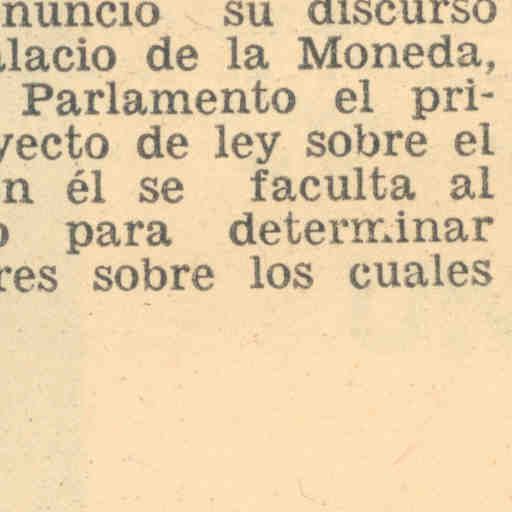 nunció su discurso
lacio de la Moneda,
Parlamento el pri-
yecto de ley sobre el
n él se faculta al
o para determinar
res sobre los cuales